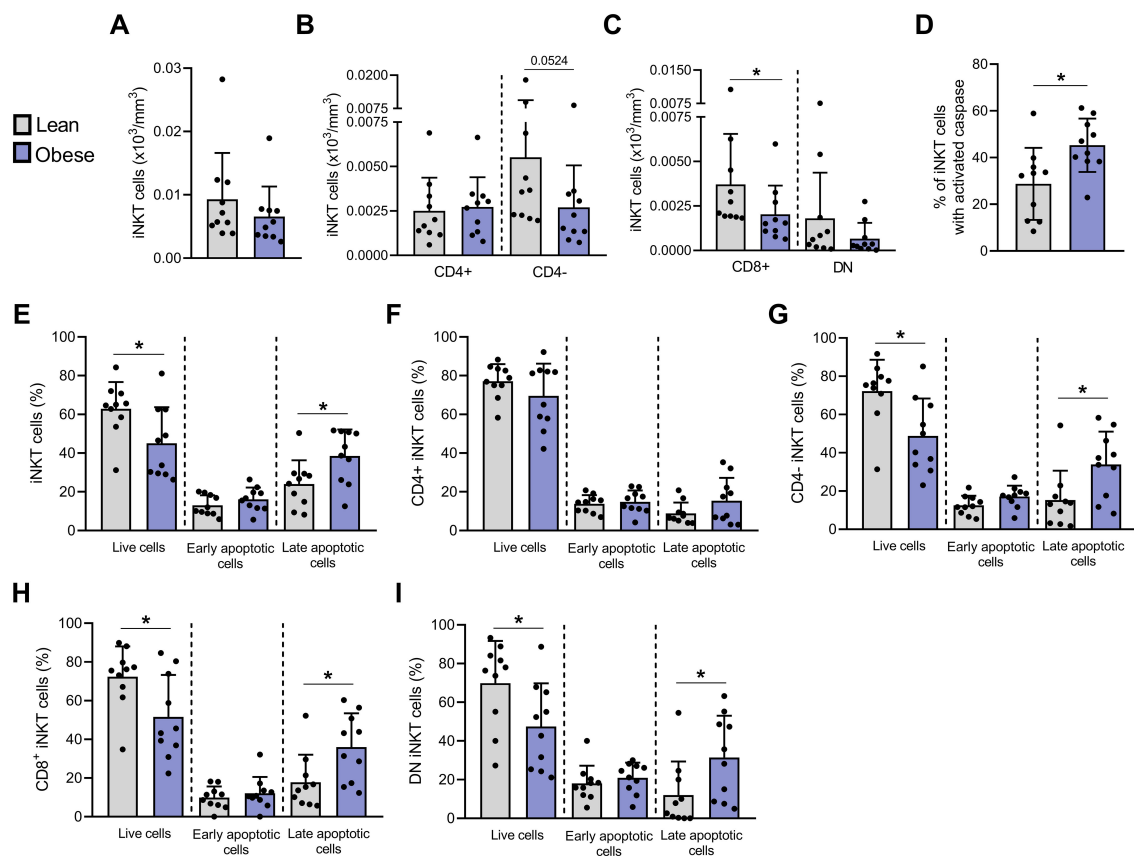 A
B
C
D
Lean
Obese
iNKT cells (x10³/mm³)
0.03
0.02
0.01
0.00
iNKT cells (x10³/mm³)
0.0200
0.0075
0.0075
0.0050
0.0025
0.0000
0.0524
CD4+
CD4-
iNKT cells (x10³/mm³)
0.0150
0.0075
0.0075
0.0050
0.0025
0.0000
*
CD8+
DN
% of iNKT cells
with activated caspase
80
60
40
20
0
*
E
F
G
iNKT cells (%)
100
80
60
40
20
0
*
*
Live cells
Early apoptotic
cells
Late apoptotic
cells
CD4+ iNKT cells (%)
100
80
60
40
20
0
Live cells
Early apoptotic
cells
Late apoptotic
cells
CD4- iNKT cells (%)
100
80
60
40
20
0
*
*
Live cells
Early apoptotic
cells
Late apoptotic
cells
H
I
CD8⁺ iNKT cells (%)
100
80
60
40
20
0
*
*
Live cells
Early apoptotic
cells
Late apoptotic
cells
DN iNKT cells (%)
100
80
60
40
20
0
*
*
Live cells
Early apoptotic
cells
Late apoptotic
cells